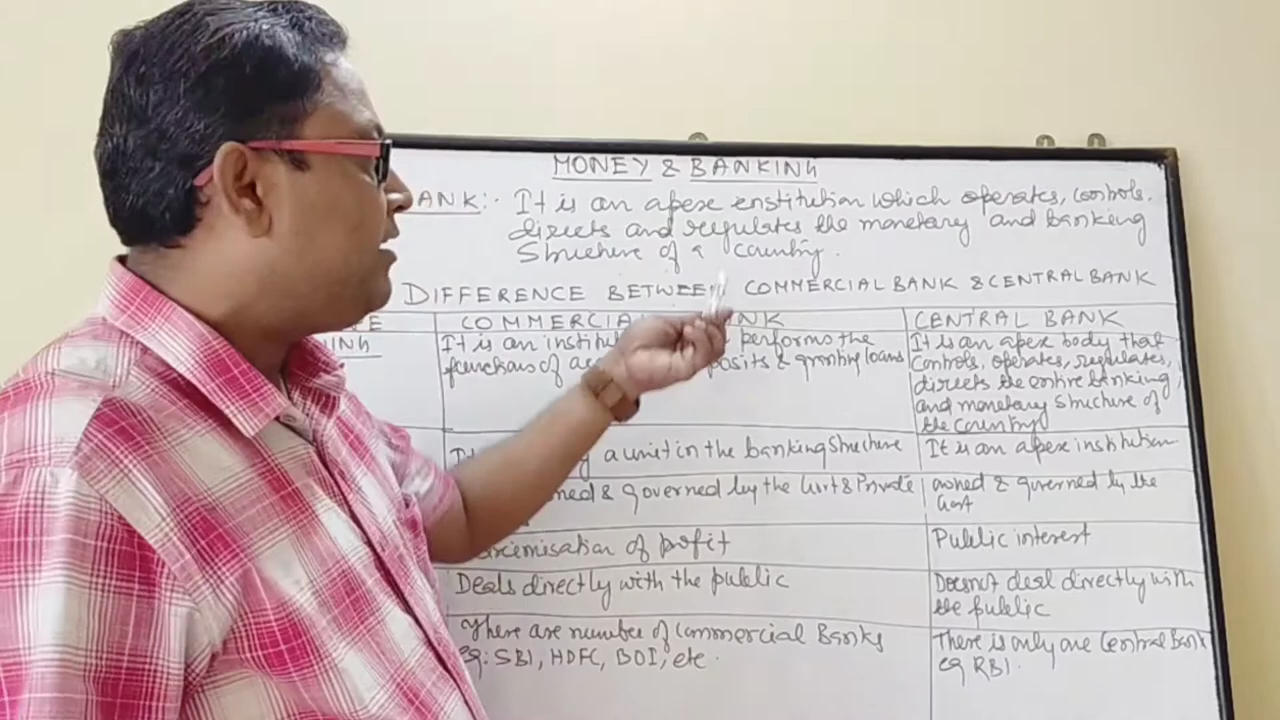 MONEY & BANKING
ANK:- It is an apex enstitution which operates, controls,
directs and regulates the monetary and banking
Structure of a country.
DIFFERENCE BETWEEN COMMERCIAL BANK & CENTRAL BANK
COMMERCIAL BANK
CENTRAL BANK
It is an institu performs the
functions of ac posits & granting loans
It is an apex body that
controls, operates, regulates,
directs the entire banking,
and monetary structure of
the country
a unit in the banking structure
It is an apex institution
ned & governed by the Govt & Private
owned & governed by the
Govt
of profit
Public interest
Deals directly with the public
Does not deal directly with
the public
There are number of Commercial Banks
eg: SBI, HDFC, BOI, etc.
There is only one Central Bank
eg RBI.